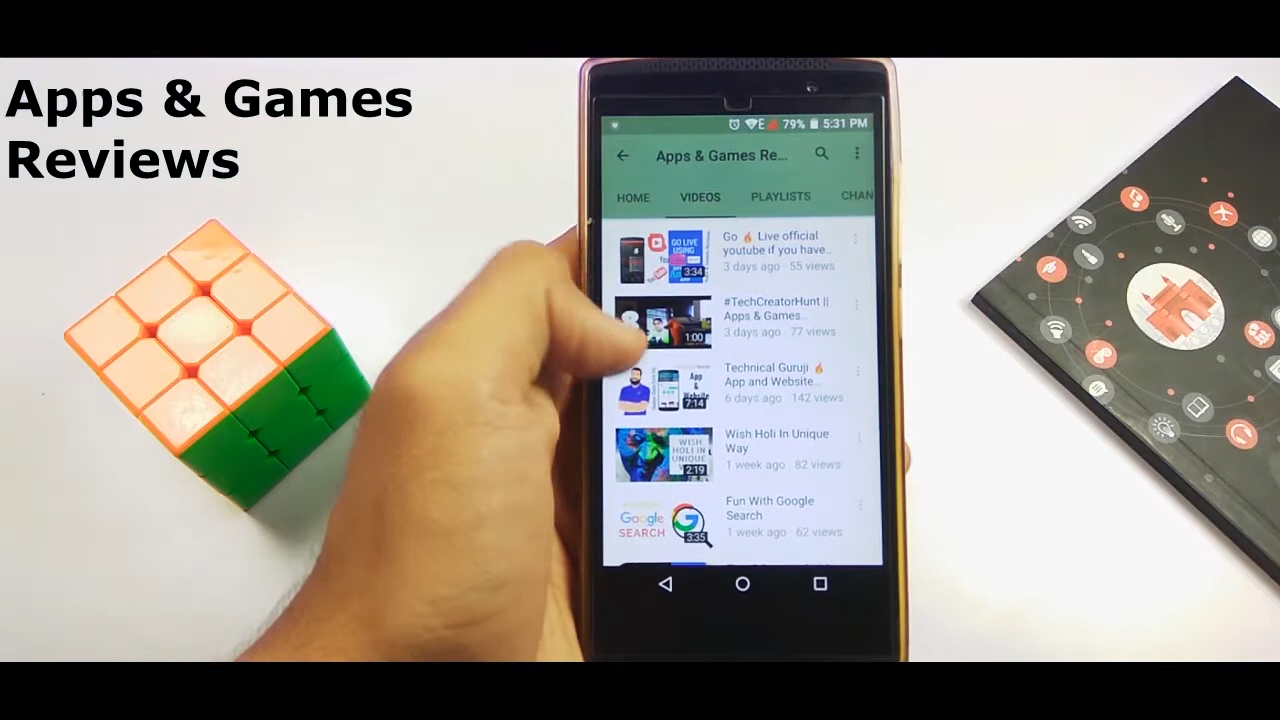 Apps & Games
Reviews
79% 5:31 PM
Apps & Games Re...
HOME VIDEOS PLAYLISTS CHAN
Go 🔥 Live official
youtube if you have..
3 days ago · 55 views
GO LIVE
USING
3:34
#TechCreatorHunt ||
Apps & Games...
3 days ago · 77 views
1:00
Technical Guruji 🔥
App and Website...
6 days ago · 142 views
App
&
Website
7:14
Wish Holi In Unique
Way
1 week ago · 82 views
WISH
HOLI IN
UNIQUE
2:19
Fun With Google
Search
1 week ago · 62 views
Google
SEARCH
3:35